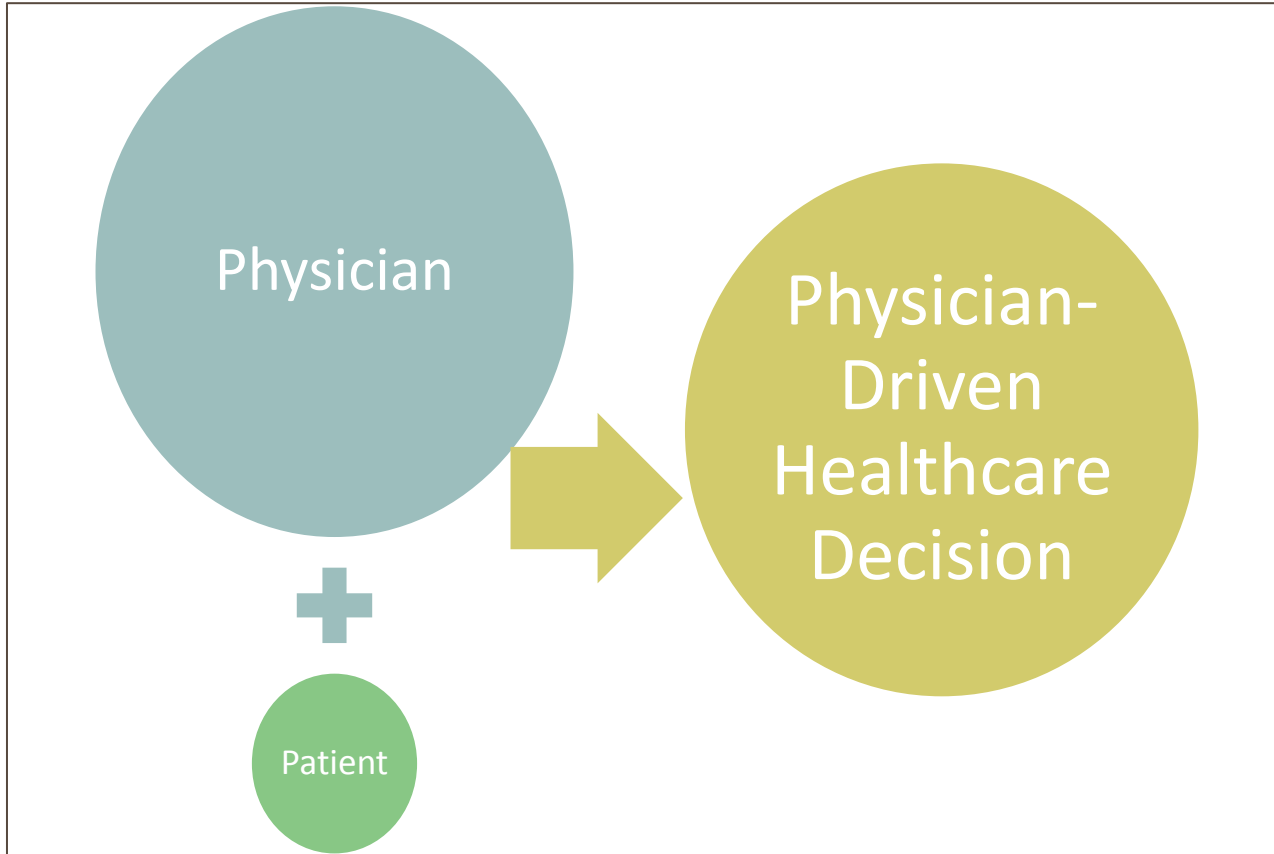 Physician
Patient
Physician-
Driven
Healthcare
Decision